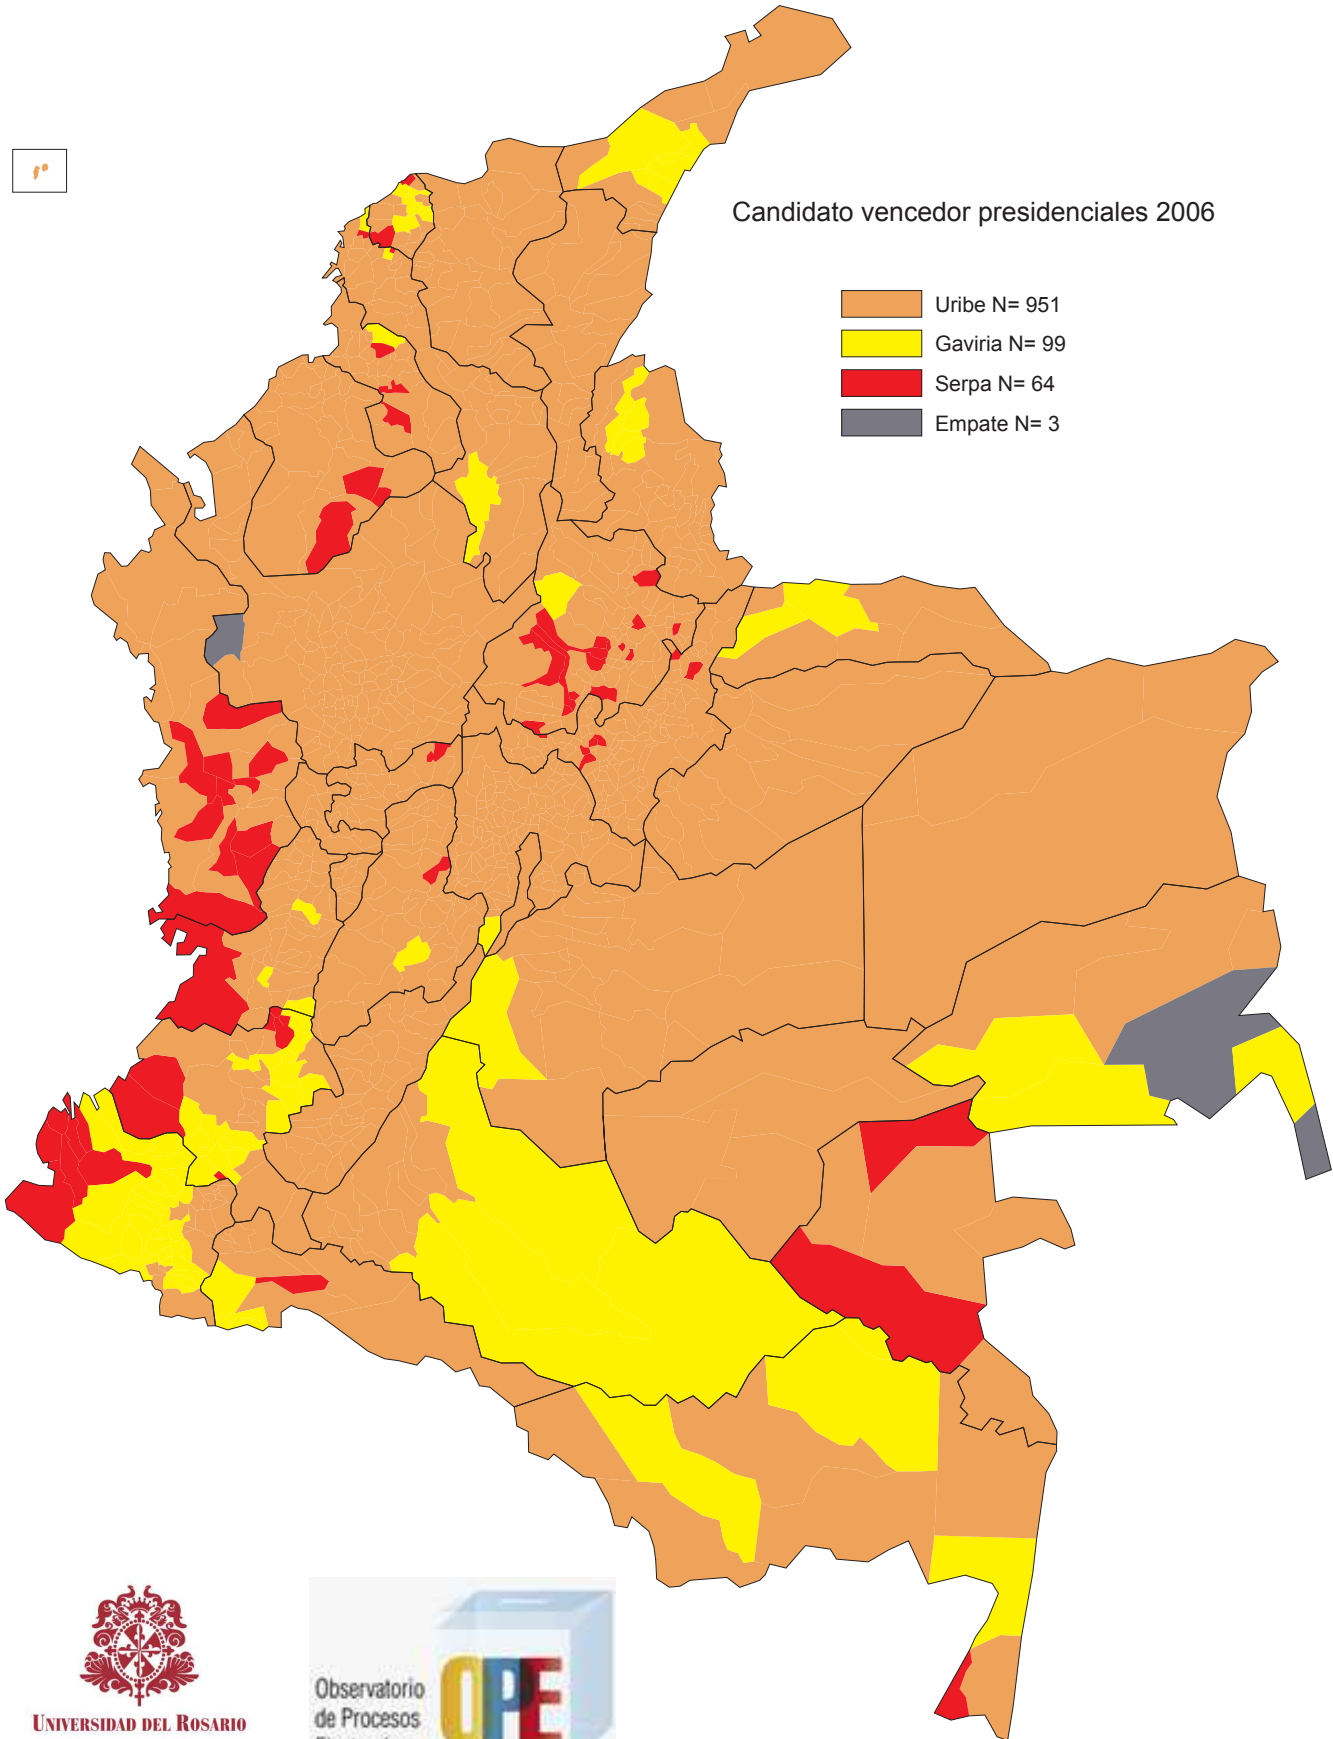 Candidato vencedor presidenciales 2006
Uribe N= 951
Gaviria N= 99
Serpa N= 64
Empate N= 3
UNIVERSIDAD DEL ROSARIO
Observatorio
de Procesos
OPE